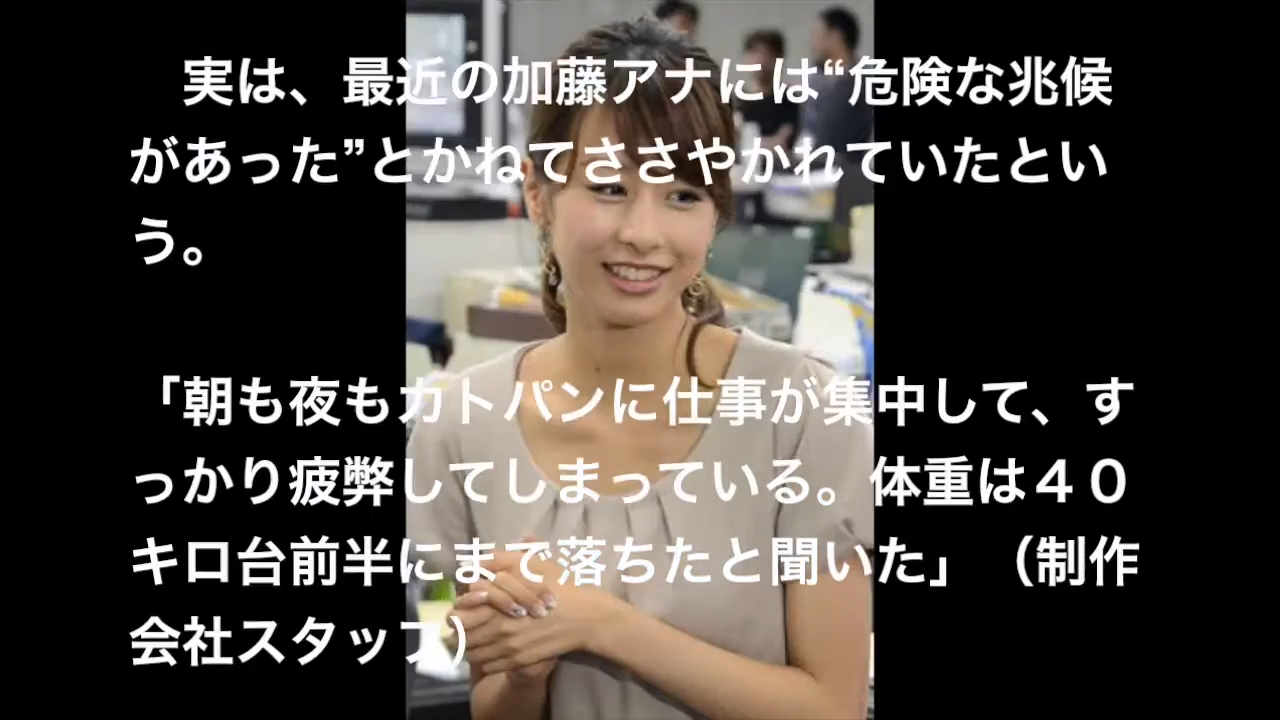 実は、最近の加藤アナには“危険な兆候
があった”とかねてささやかれていたとい
う。
「朝も夜もカトパンに仕事が集中して、す
っかり疲弊してしまっている。体重は４０
キロ台前半にまで落ちたと聞いた」（制作
会社スタッフ）